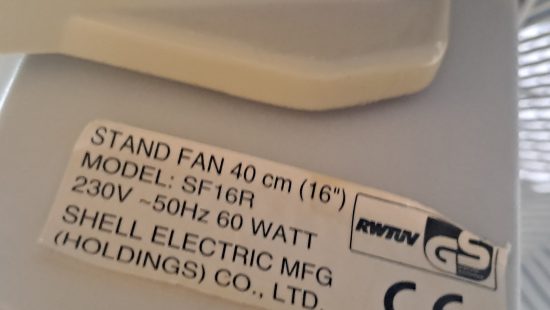 STAND FAN 40 cm (16")
MODEL: SF16R
230V ~50Hz 60 WATT
SHELL ELECTRIC MFG
(HOLDINGS) CO., LTD.
RWTUV GS
CE